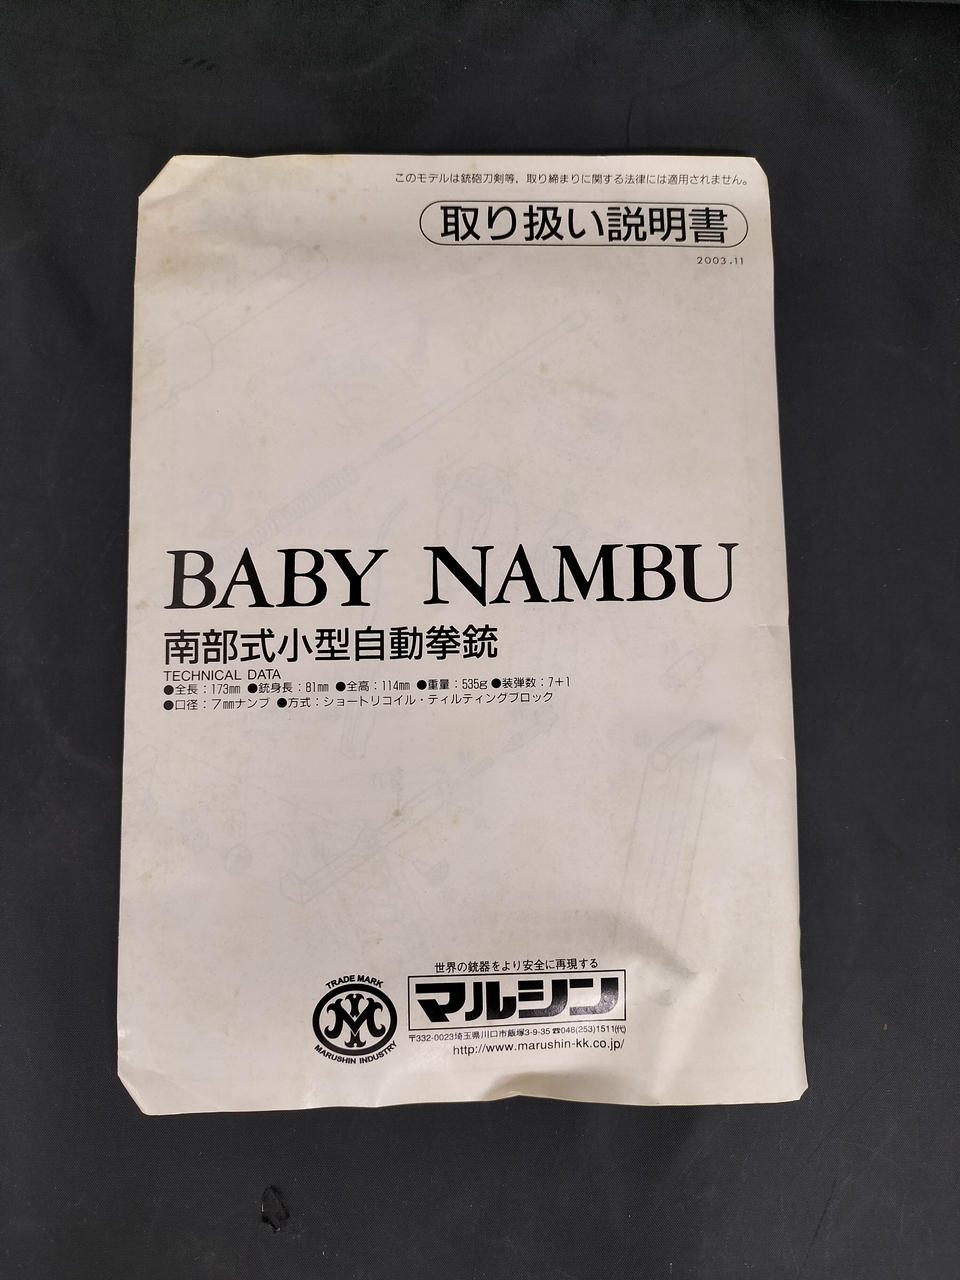 このモデルは銃砲刀剣等、取り締まりに関する法律には適用されません。
取り扱い説明書
2003.11
BABY NAMBU
南部式小型自動拳銃
TECHNICAL DATA
●全長：173㎜ ●銃身長：81㎜ ●全高：114㎜ ●重量：535g ●装弾数：7+1
●口径：7㎜ナンブ ●方式：ショートリコイル・ティルティングブロック
世界の銃器をより安全に再現する
TRADE MARK
マルシン
MARUSHIN INDUSTRY
〒332-0023埼玉県川口市飯塚3-9-35 ☎048(253)1511(代)
http://www.marushin-kk.co.jp/